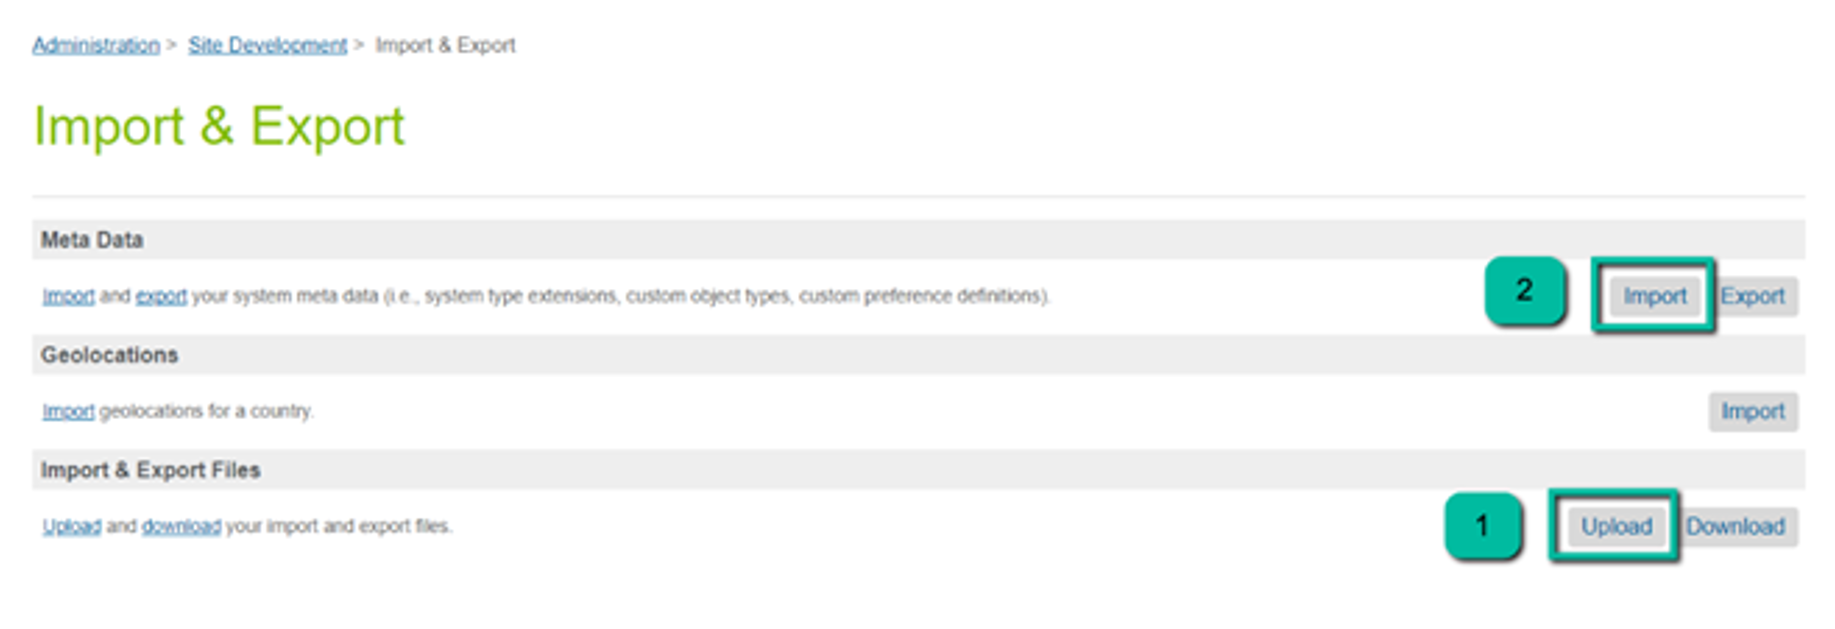 Administration > Site Development > Import & Export
Import & Export
Meta Data
Import and export your system meta data (i.e., system type extensions, custom object types, custom preference definitions).
2
Import
Export
Geolocations
Import geolocations for a country.
Import
Import & Export Files
Upload and download your import and export files.
1
Upload
Download